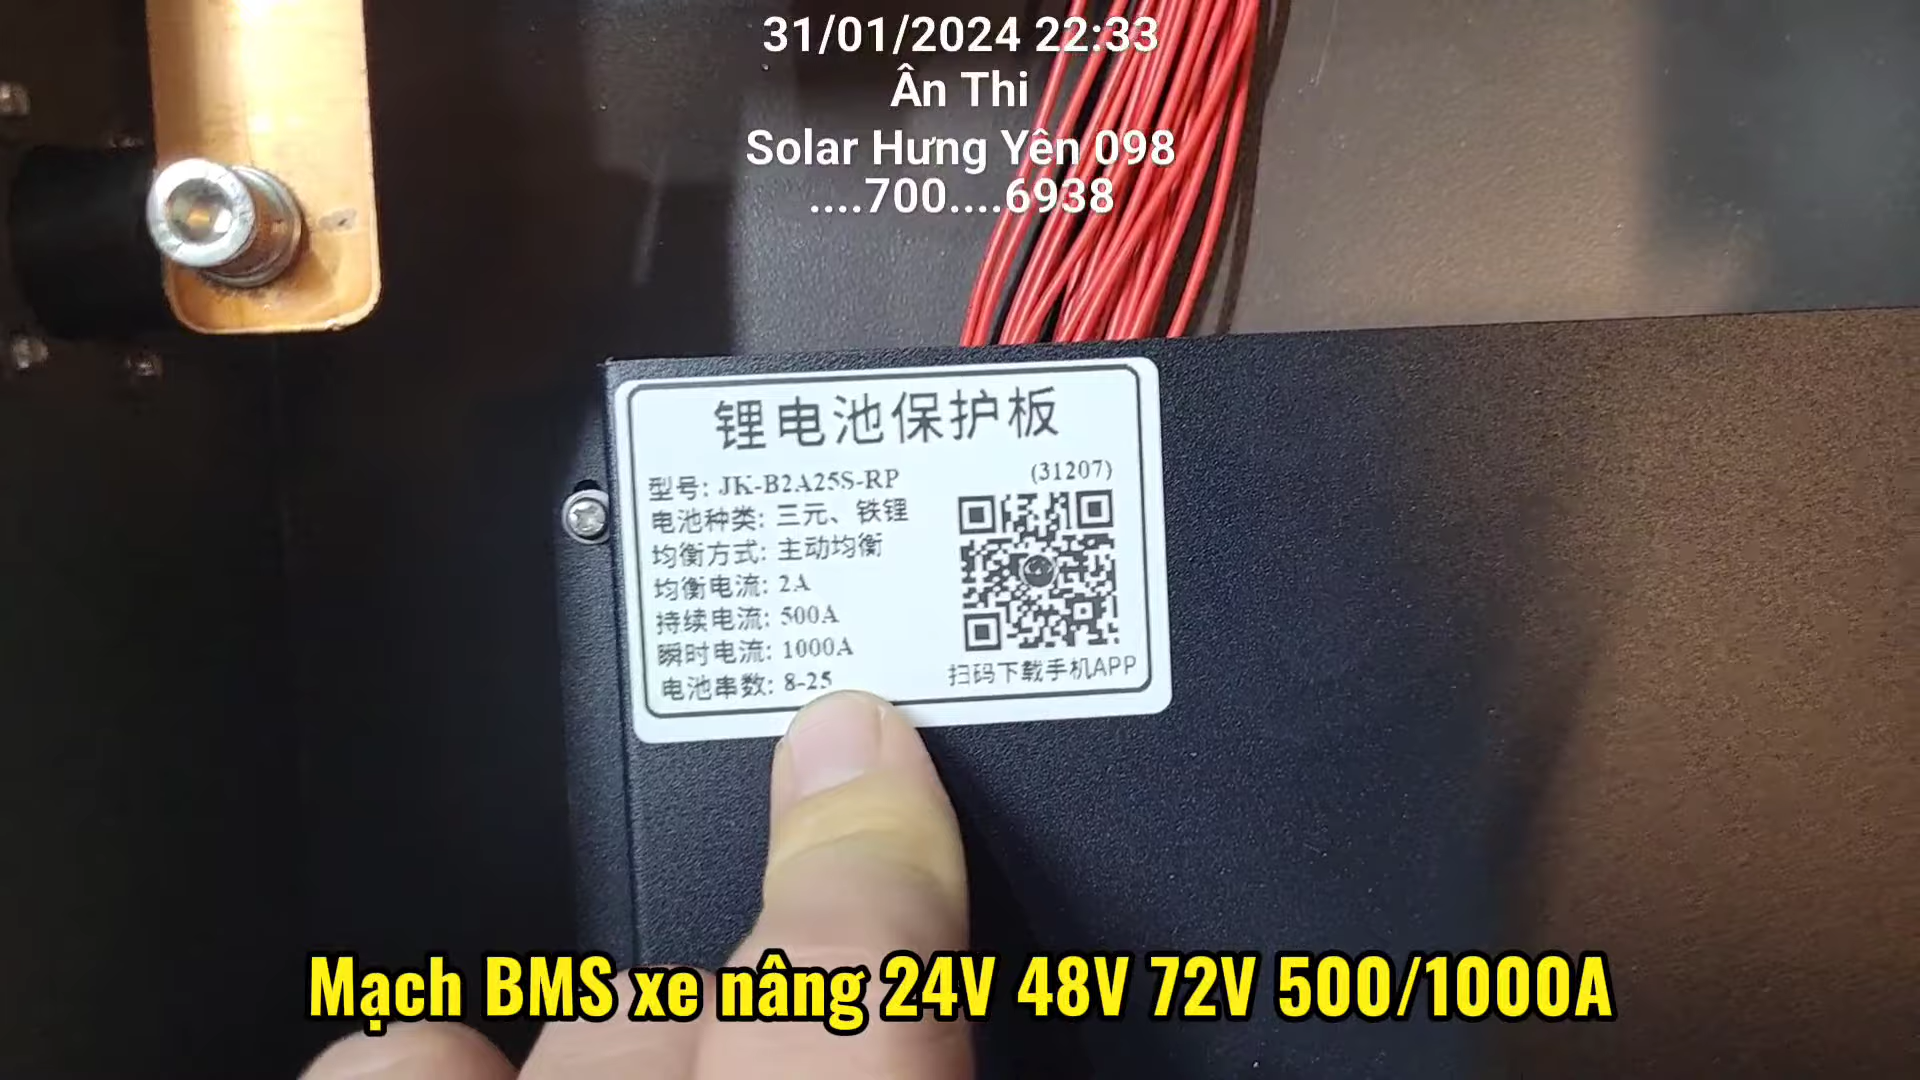 31/01/2024 22:33
Ân Thi
Solar Hưng Yên 098
....700....6938
锂电池保护板
型号: JK-B2A25S-RP
(31207)
电池种类: 三元、铁锂
均衡方式: 主动均衡
均衡电流: 2A
持续电流: 500A
瞬时电流: 1000A
电池串数: 8-25
扫码下载手机APP
Mạch BMS xe nâng 24V 48V 72V 500/1000A